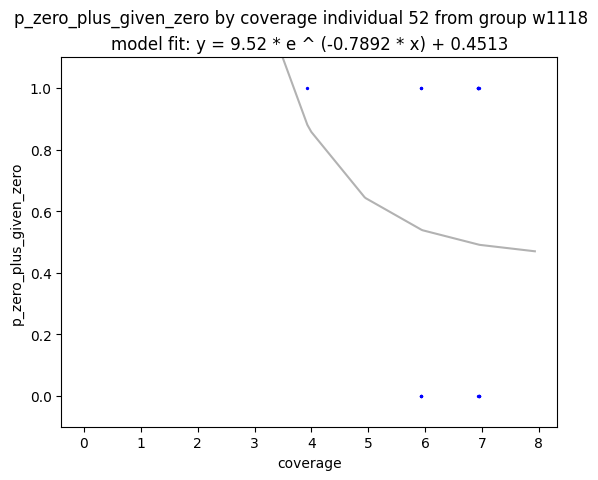 p_zero_plus_given_zero by coverage individual 52 from group w1118
model fit: y = 9.52 * e ^ (-0.7892 * x) + 0.4513
1.0
0.8
0.6
0.4
0.2
0.0
p_zero_plus_given_zero
0 1 2 3 4 5 6 7 8
coverage